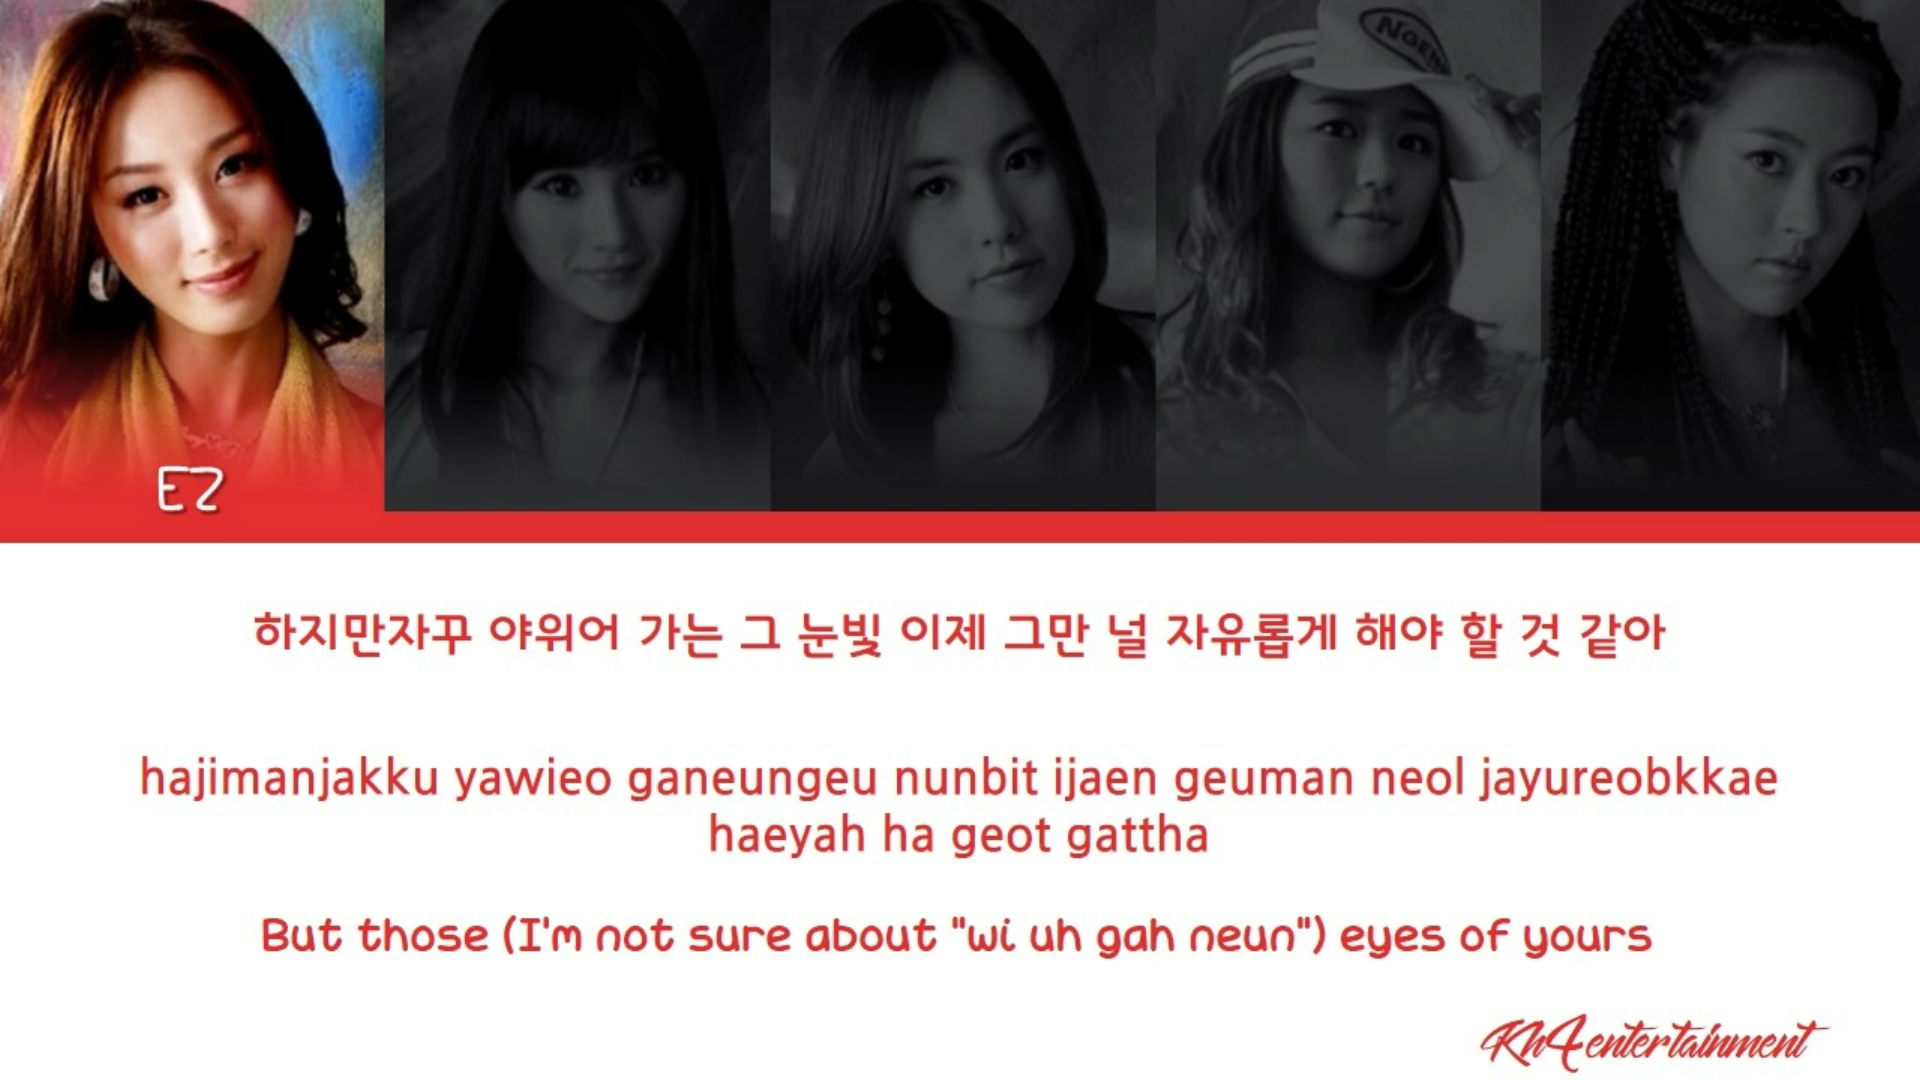 NGEN
EZ
하지만자꾸 야위어 가는 그 눈빛 이제 그만 널 자유롭게 해야 할 것 같아
hajimanjakku yawieo ganeungeu nunbit ijaen geuman neol jayureobkkae
haeyah ha geot gattha
But those (I'm not sure about "wi uh gah neun") eyes of yours
Kh4entertainment